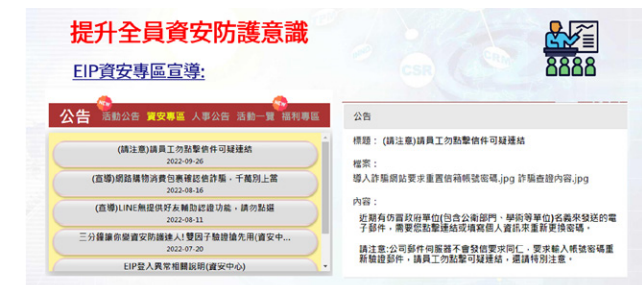 提升全員資安防護意識
EIP資安專區宣導:
公告 活動公告 資安專區 人事公告 活動一覽 福利專區
NEW
NEW
(請注意)請員工勿點擊信件可疑連結
2022-09-26
(宣導)網路購物消費包裹確認信詐騙，千萬別上當
2022-08-16
(宣導)LINE無提供好友輔助認證功能，請勿點選
2022-08-11
三分鐘讓你變資安防護達人!雙因子驗證搶先用(資安中...
2022-07-20
EIP登入異常相關說明(資安中心)
公告
標題： (請注意)請員工勿點擊信件可疑連結
檔案：
導入詐騙網站要求重置信箱帳號密碼.jpg 詐騙查證內容.jpg
內容：
近期有仿冒政府單位(包含公衛部門、學術等單位)名義來發送的電
子郵件，需要您點擊連結或填寫個人資訊來重新更換密碼。
請注意:公司郵件伺服器不會發信要求同仁，要求輸入帳號密碼重
新驗證郵件，請員工勿點擊可疑連結，還請特別注意。
CSR